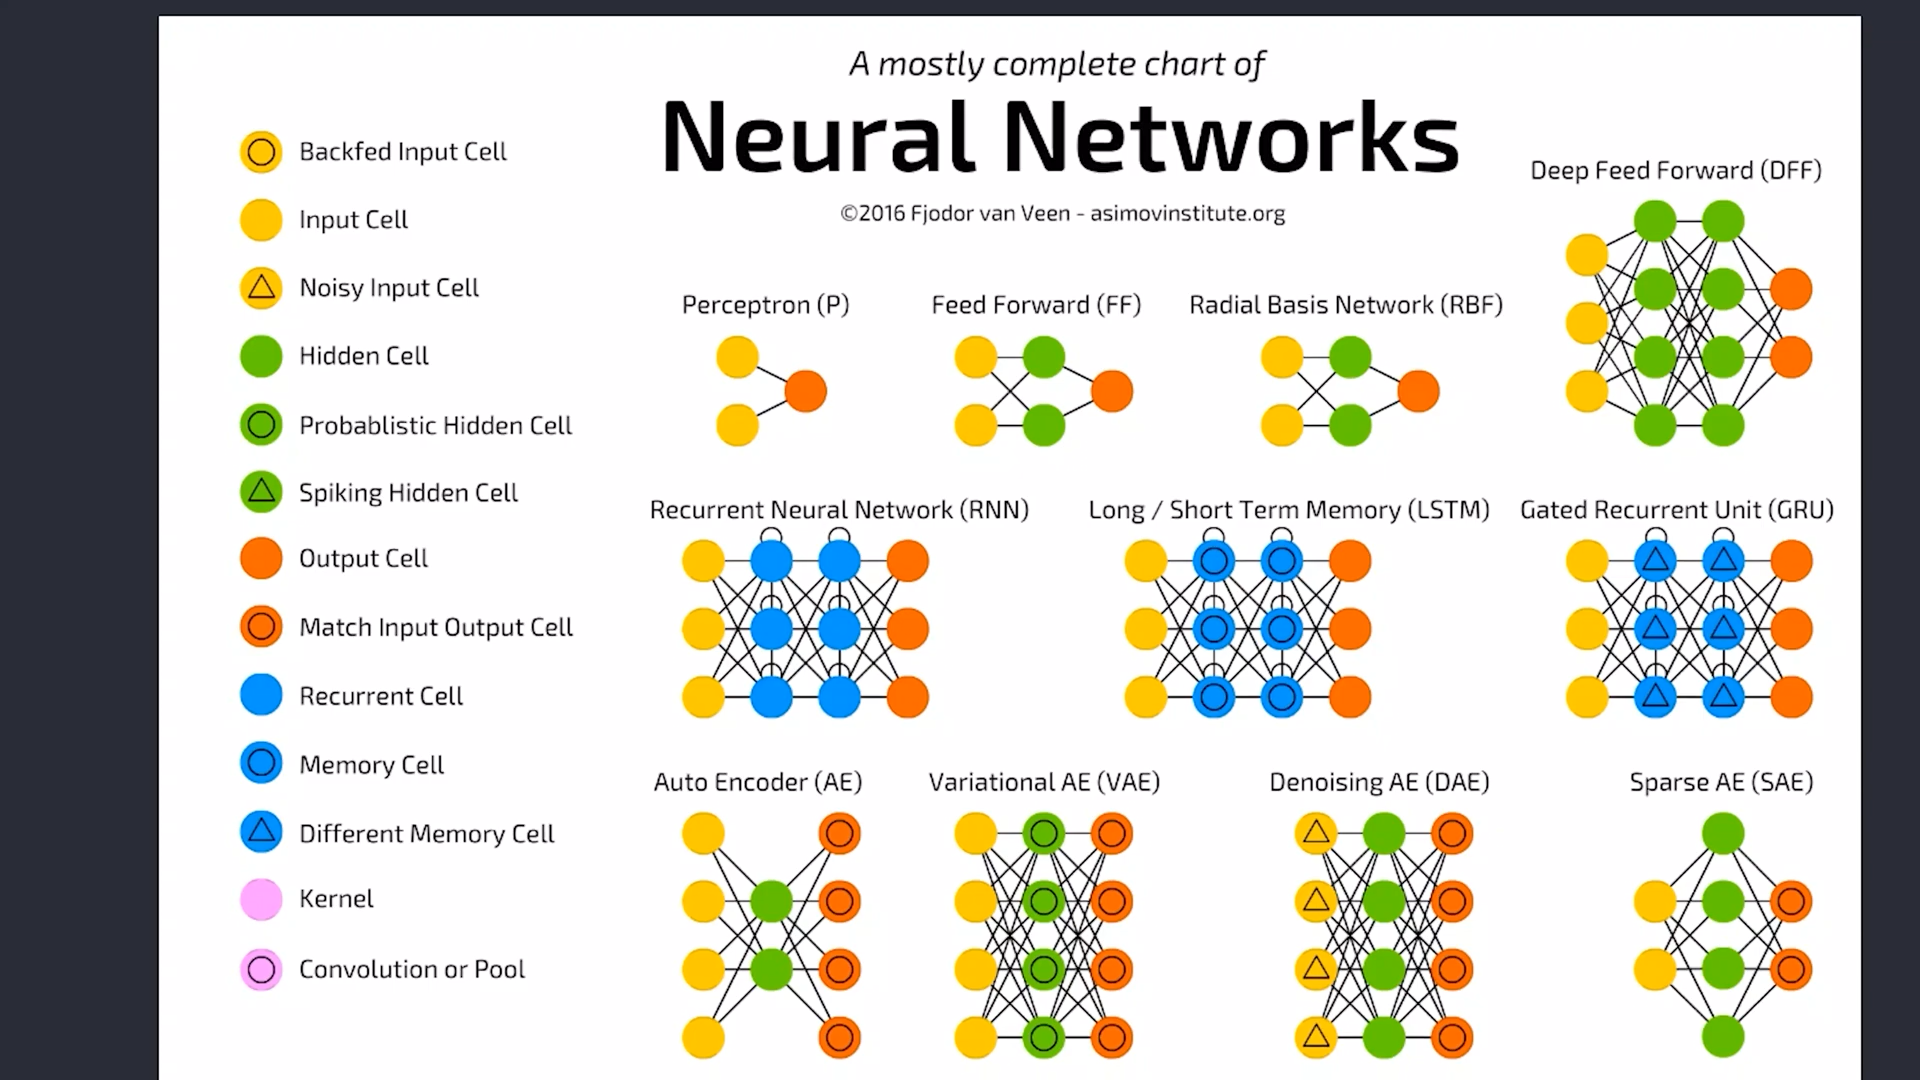 A mostly complete chart of
Neural Networks
©2016 Fjodor van Veen - asimovinstitute.org
Backfed Input Cell
Input Cell
Noisy Input Cell
Hidden Cell
Probablistic Hidden Cell
Spiking Hidden Cell
Output Cell
Match Input Output Cell
Recurrent Cell
Memory Cell
Different Memory Cell
Kernel
Convolution or Pool
Deep Feed Forward (DFF)
Perceptron (P)
Feed Forward (FF)
Radial Basis Network (RBF)
Recurrent Neural Network (RNN)
Long / Short Term Memory (LSTM)
Gated Recurrent Unit (GRU)
Auto Encoder (AE)
Variational AE (VAE)
Denoising AE (DAE)
Sparse AE (SAE)